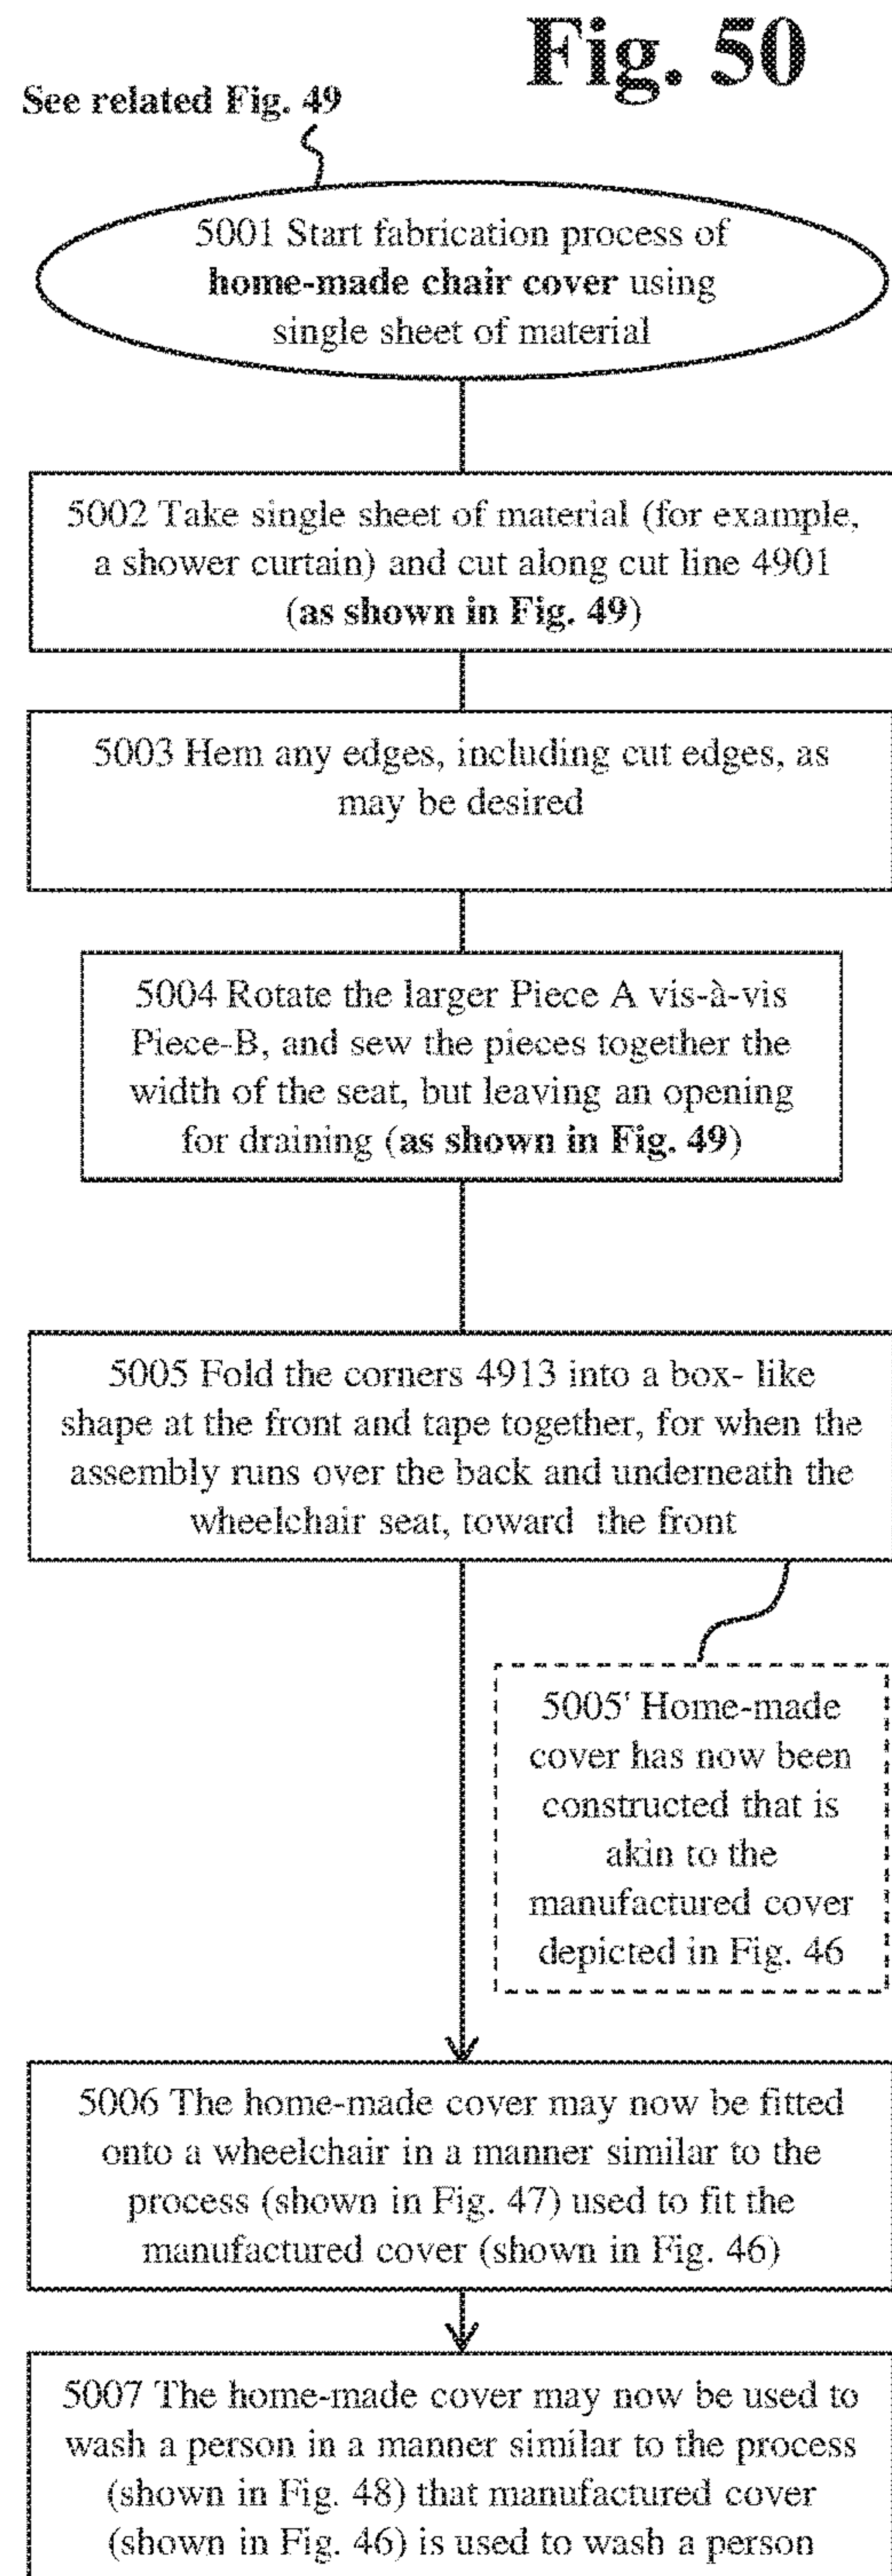 Fig. 50
See related Fig. 49
5001 Start fabrication process of
home-made chair cover using
single sheet of material
5002 Take single sheet of material (for example,
a shower curtain) and cut along cut line 4901
(as shown in Fig. 49)
5003 Hem any edges, including cut edges, as
may be desired
5004 Rotate the larger Piece A vis-à-vis
Piece-B, and sew the pieces together the
width of the seat, but leaving an opening
for draining (as shown in Fig. 49)
5005 Fold the corners 4913 into a box- like
shape at the front and tape together, for when the
assembly runs over the back and underneath the
wheelchair seat, toward the front
5005' Home-made
cover has now been
constructed that is
akin to the
manufactured cover
depicted in Fig. 46
5006 The home-made cover may now be fitted
onto a wheelchair in a manner similar to the
process (shown in Fig. 47) used to fit the
manufactured cover (shown in Fig. 46)
5007 The home-made cover may now be used to
wash a person in a manner similar to the process
(shown in Fig. 48) that manufactured cover
(shown in Fig. 46) is used to wash a person